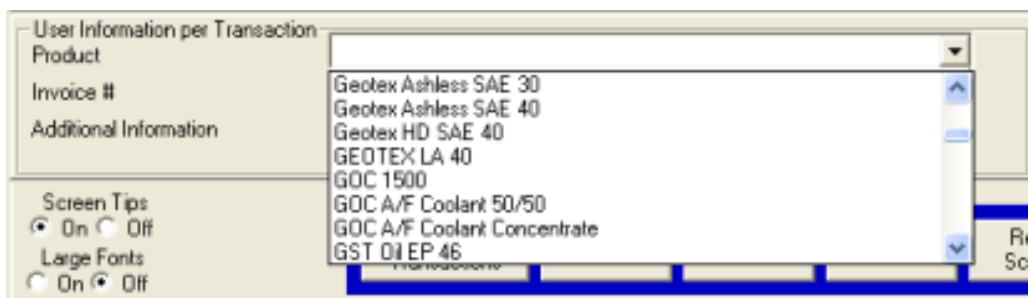 User Information per Transaction
Product
Invoice #
Additional Information
Geotex Ashless SAE 30
Geotex Ashless SAE 40
Geotex HD SAE 40
GEOTEX LA 40
GOC 1500
GOC A/F Coolant 50/50
GOC A/F Coolant Concentrate
GST Oil EP 46
Screen Tips
On Off
Large Fonts
On Off